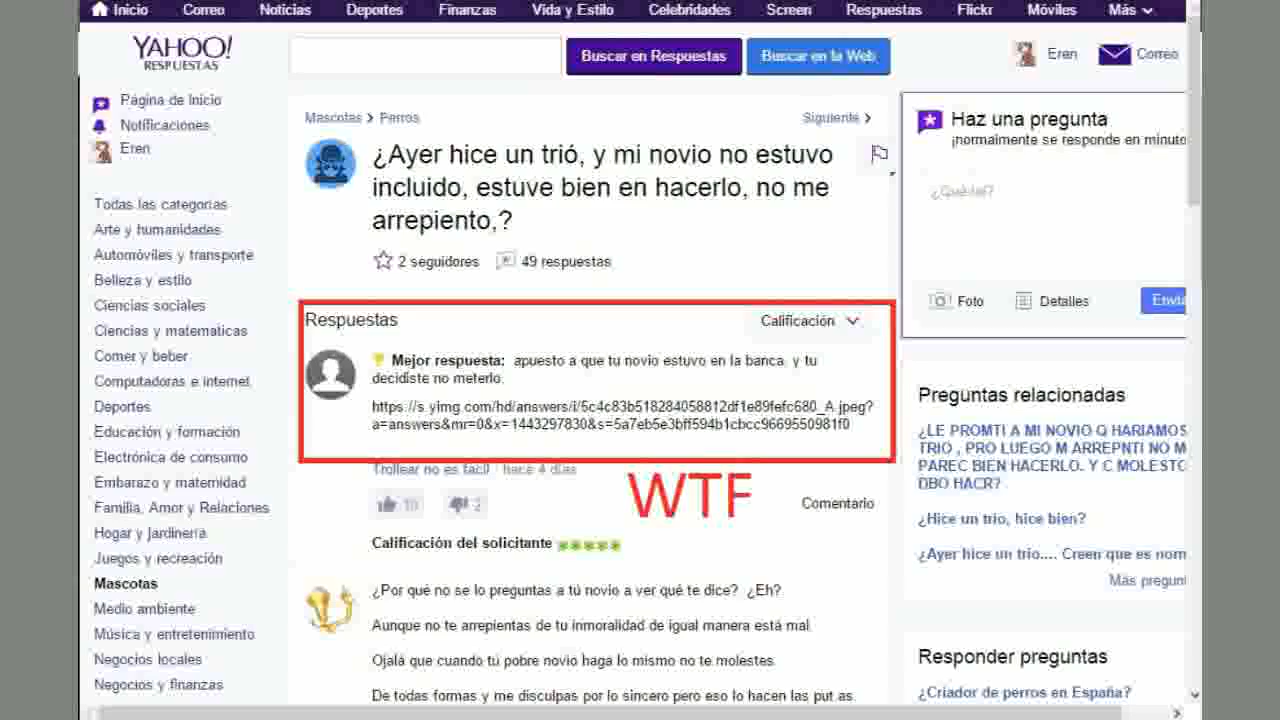 Inicio Correo Noticias Deportes Finanzas Vida y Estilo Celebridades Screen Respuestas Flickr Móviles Más
YAHOO!
RESPUESTAS
Buscar en Respuestas
Buscar en la Web
Eren
Correo
Página de Inicio
Notificaciones
Eren
Todas las categorías
Arte y humanidades
Automóviles y transporte
Belleza y estilo
Ciencias sociales
Ciencias y matemáticas
Comer y beber
Computadoras e internet
Deportes
Educación y formación
Electrónica de consumo
Embarazo y maternidad
Familia, Amor y Relaciones
Hogar y Jardinería
Juegos y recreación
Mascotas
Medio ambiente
Música y entretenimiento
Negocios locales
Negocios y finanzas
Mascotas > Perros
Siguiente >
¿Ayer hice un trió, y mi novio no estuvo
incluido, estuve bien en hacerlo, no me
arrepiento,?
2 seguidores 49 respuestas
Respuestas
Calificación
Mejor respuesta: apuesto a que tu novio estuvo en la banca, y tu
decidiste no meterlo.
https://s.yimg.com/hd/answers/i/5c4c83b518284058812df1e89fefc680_A.jpeg?
a=answers&mr=0&x=1443297830&s=5a7eb5e3bff594b1cbcc9669550981f0
Trollear no es fácil · hace 4 días
WTF
10 2
Comentario
Calificación del solicitante
¿Por qué no se lo preguntas a tú novio a ver qué te dice? ¿Eh?
Aunque no te arrepientas de tu inmoralidad de igual manera está mal.
Ojalá que cuando tú pobre novio haga lo mismo no te molestes.
De todas formas y me disculpas por lo sincero pero eso lo hacen las put.as.
Haz una pregunta
¡normalmente se responde en minuto
¿Qué tal?
Foto
Detalles
Envia
Preguntas relacionadas
¿LE PROMTI A MI NOVIO Q HARIAMOS
TRIO , PRO LUEGO M ARREPNTI NO M
PAREC BIEN HACERLO. Y C MOLESTO
DBO HACR?
¿Hice un trio, hice bien?
¿Ayer hice un trio.... Creen que es norm
Más pregunt
Responder preguntas
¿Criador de perros en España?